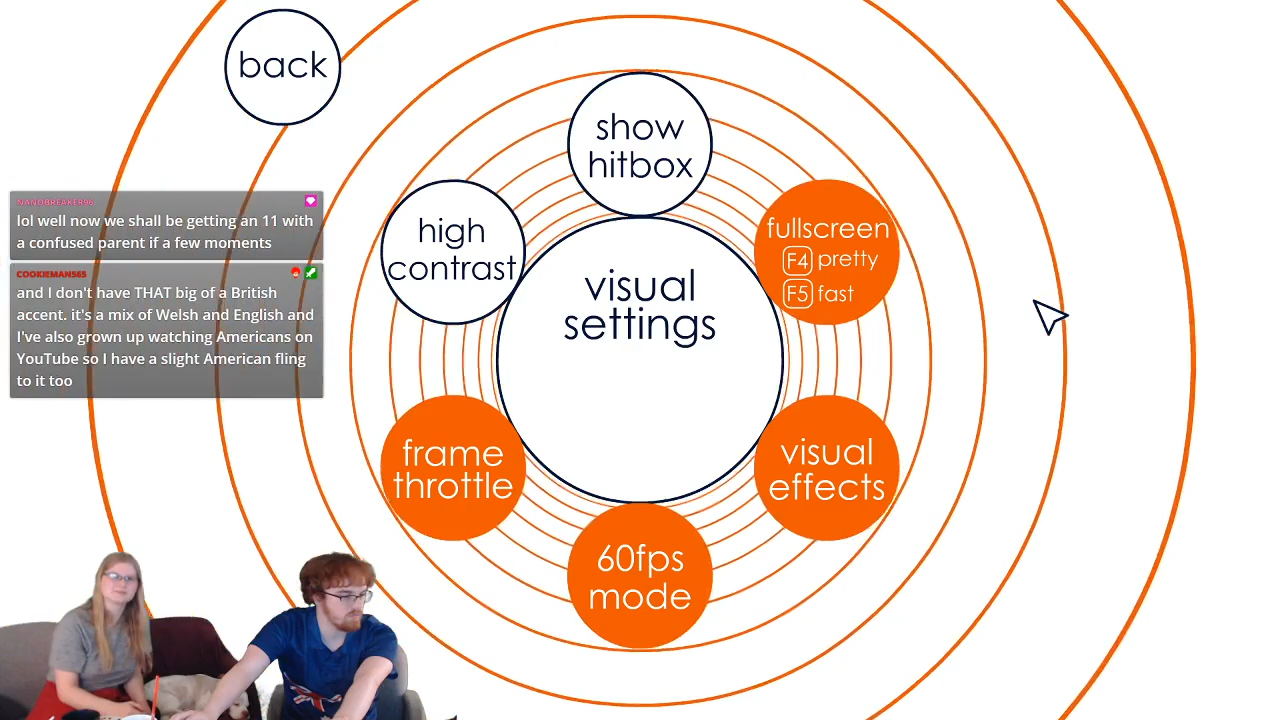 back
show
hitbox
high
contrast
fullscreen
F4 pretty
F5 fast
visual
settings
frame
throttle
visual
effects
60fps
mode
NANOBREAKER96:
lol well now we shall be getting an 11 with
a confused parent if a few moments
COOKIEMAN565
and I don't have THAT big of a British
accent. it's a mix of Welsh and English and
I've also grown up watching Americans on
YouTube so I have a slight American fling
to it too